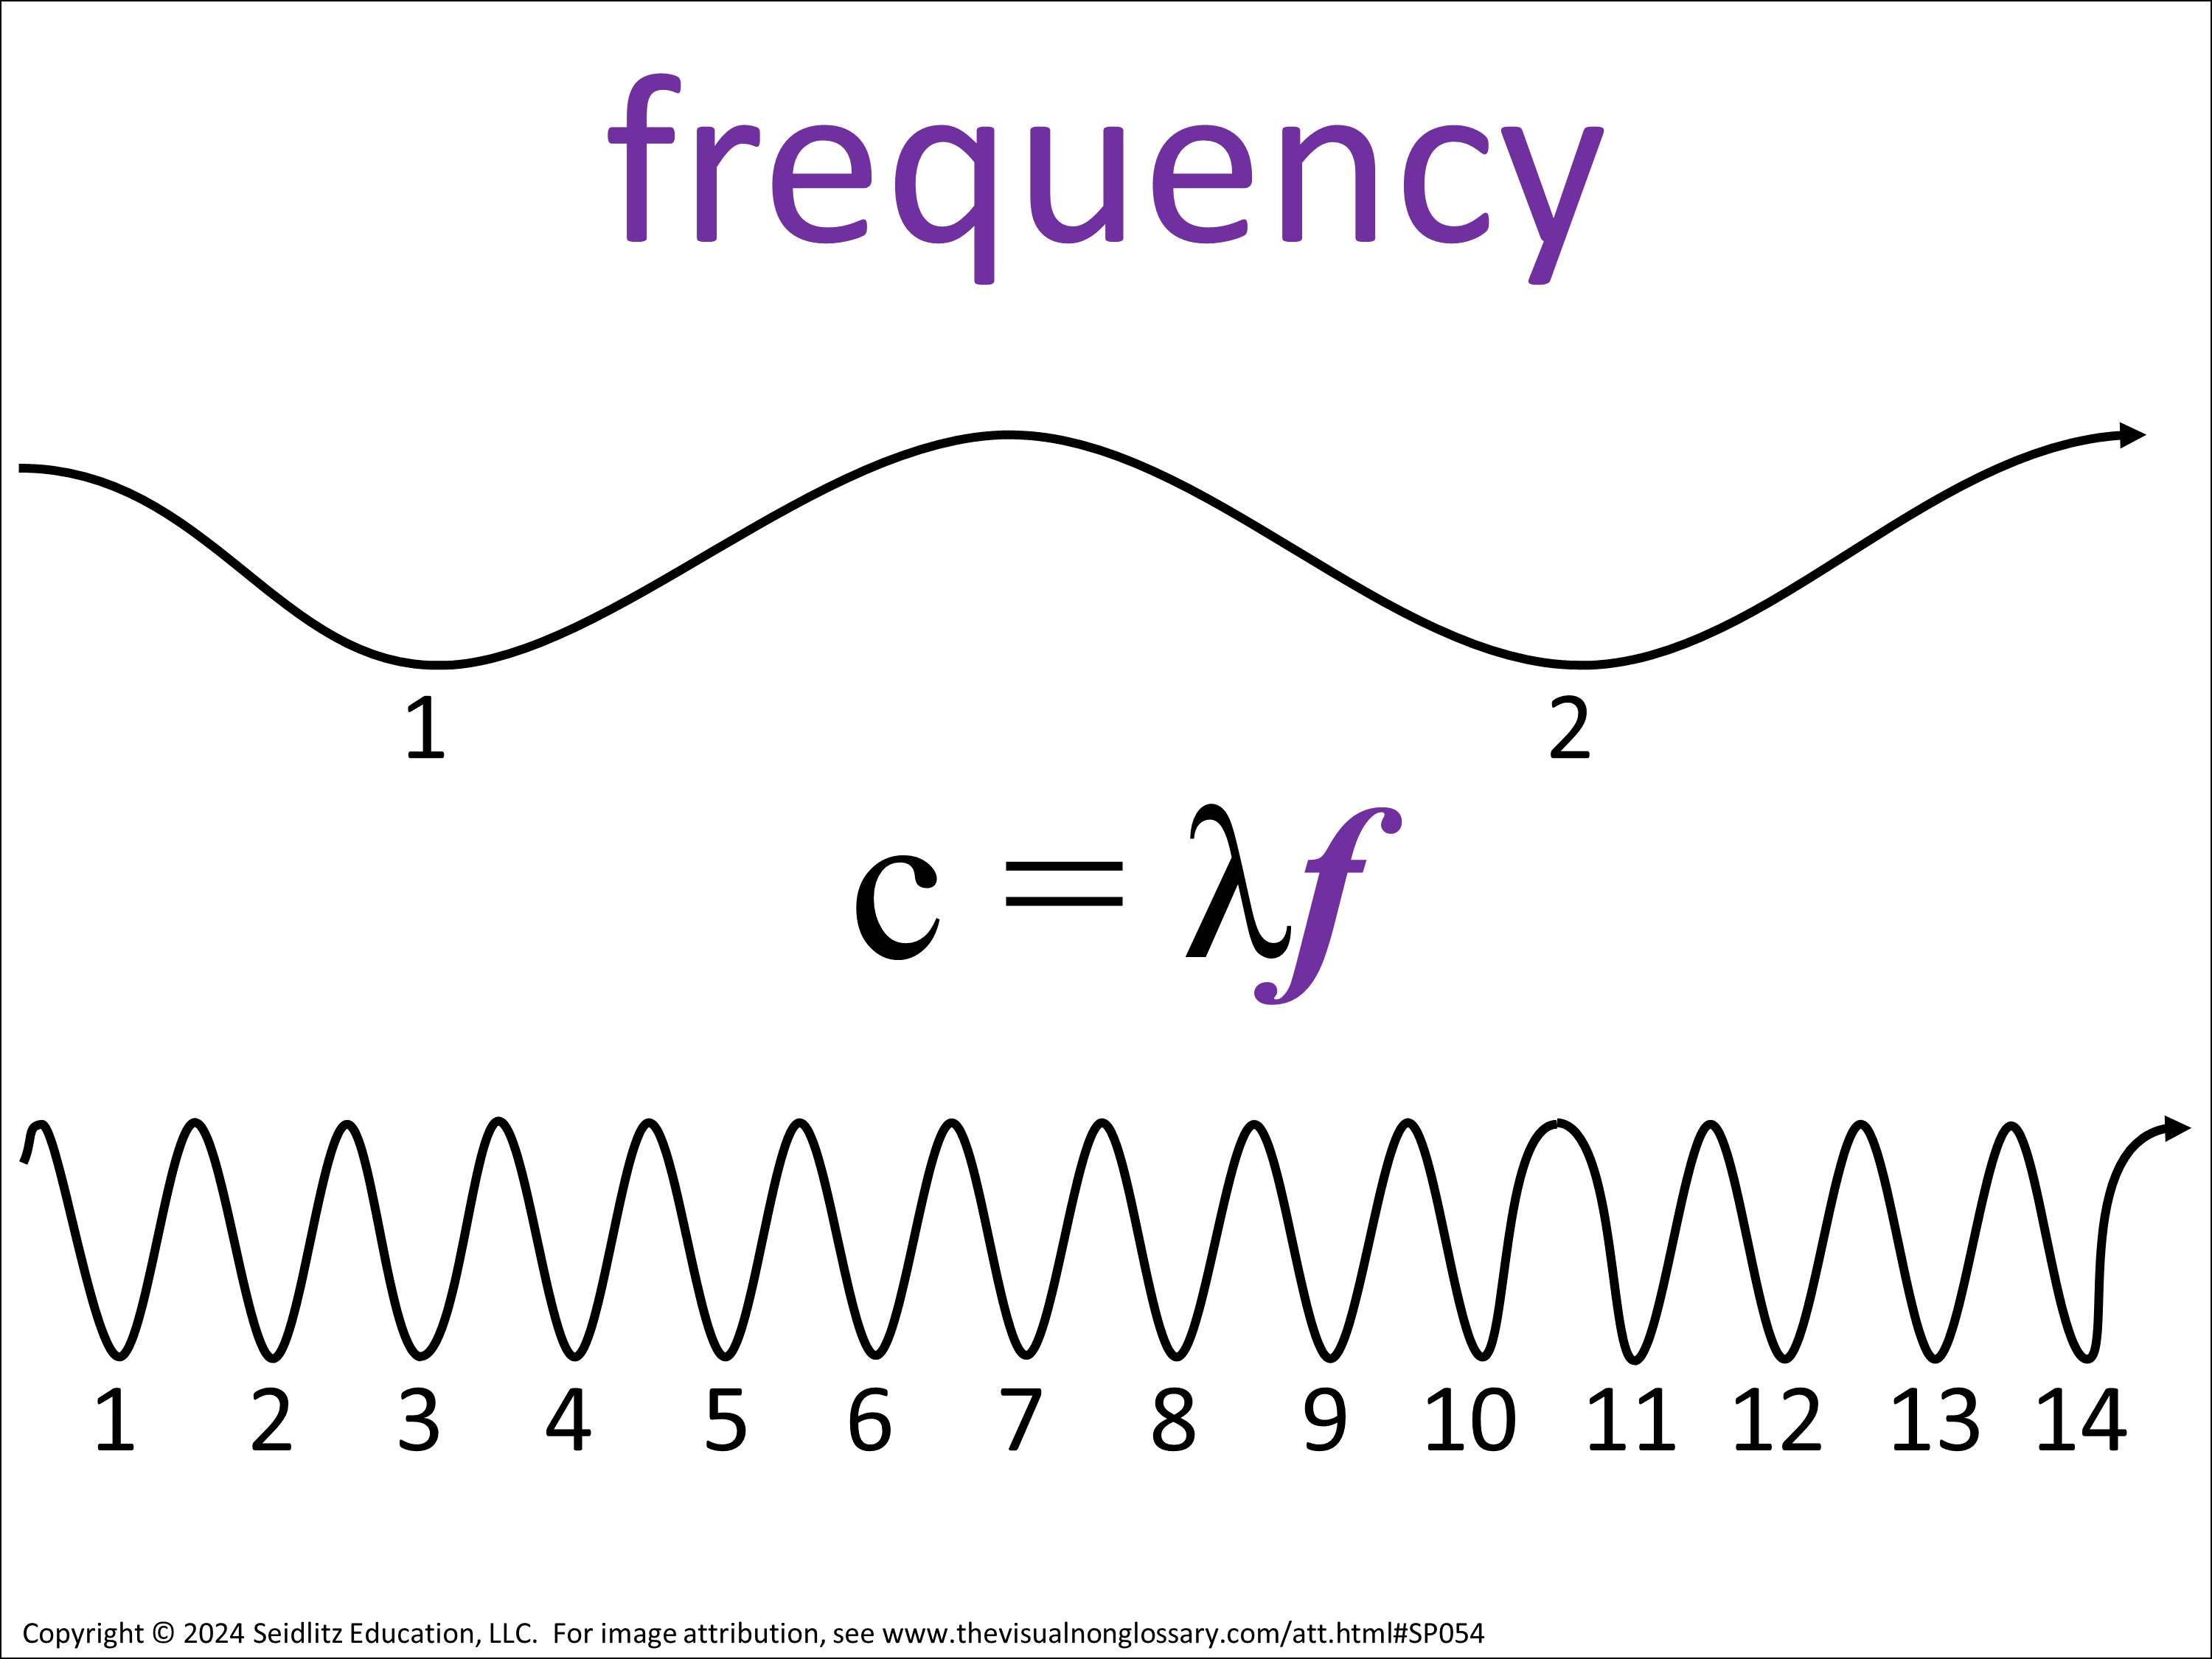 frequency
1 2
c = λf
1 2 3 4 5 6 7 8 9 10 11 12 13 14
Copyright © 2024 Seidlitz Education, LLC.  For image attribution, see www.thevisualnonglossary.com/att.html#SP054